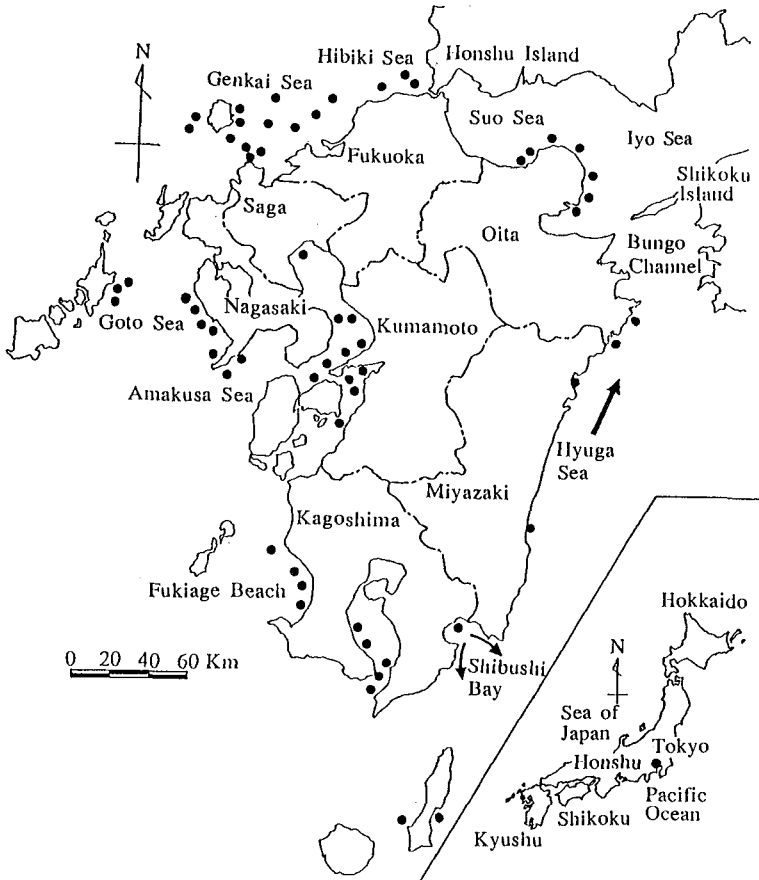 N
Hibiki Sea
Honshu Island
Genkai Sea
Suo Sea
Iyo Sea
Fukuoka
Shikoku
Island
Saga
Oita
Bungo
Channel
Nagasaki
Goto Sea
Kumamoto
Amakusa Sea
Hyuga
Sea
Miyazaki
Kagoshima
Fukiage Beach
0 20 40 60 Km
Shibushi
Bay
Hokkaido
N
Sea of
Japan
Tokyo
Honshu
Pacific
Ocean
Shikoku
Kyushu